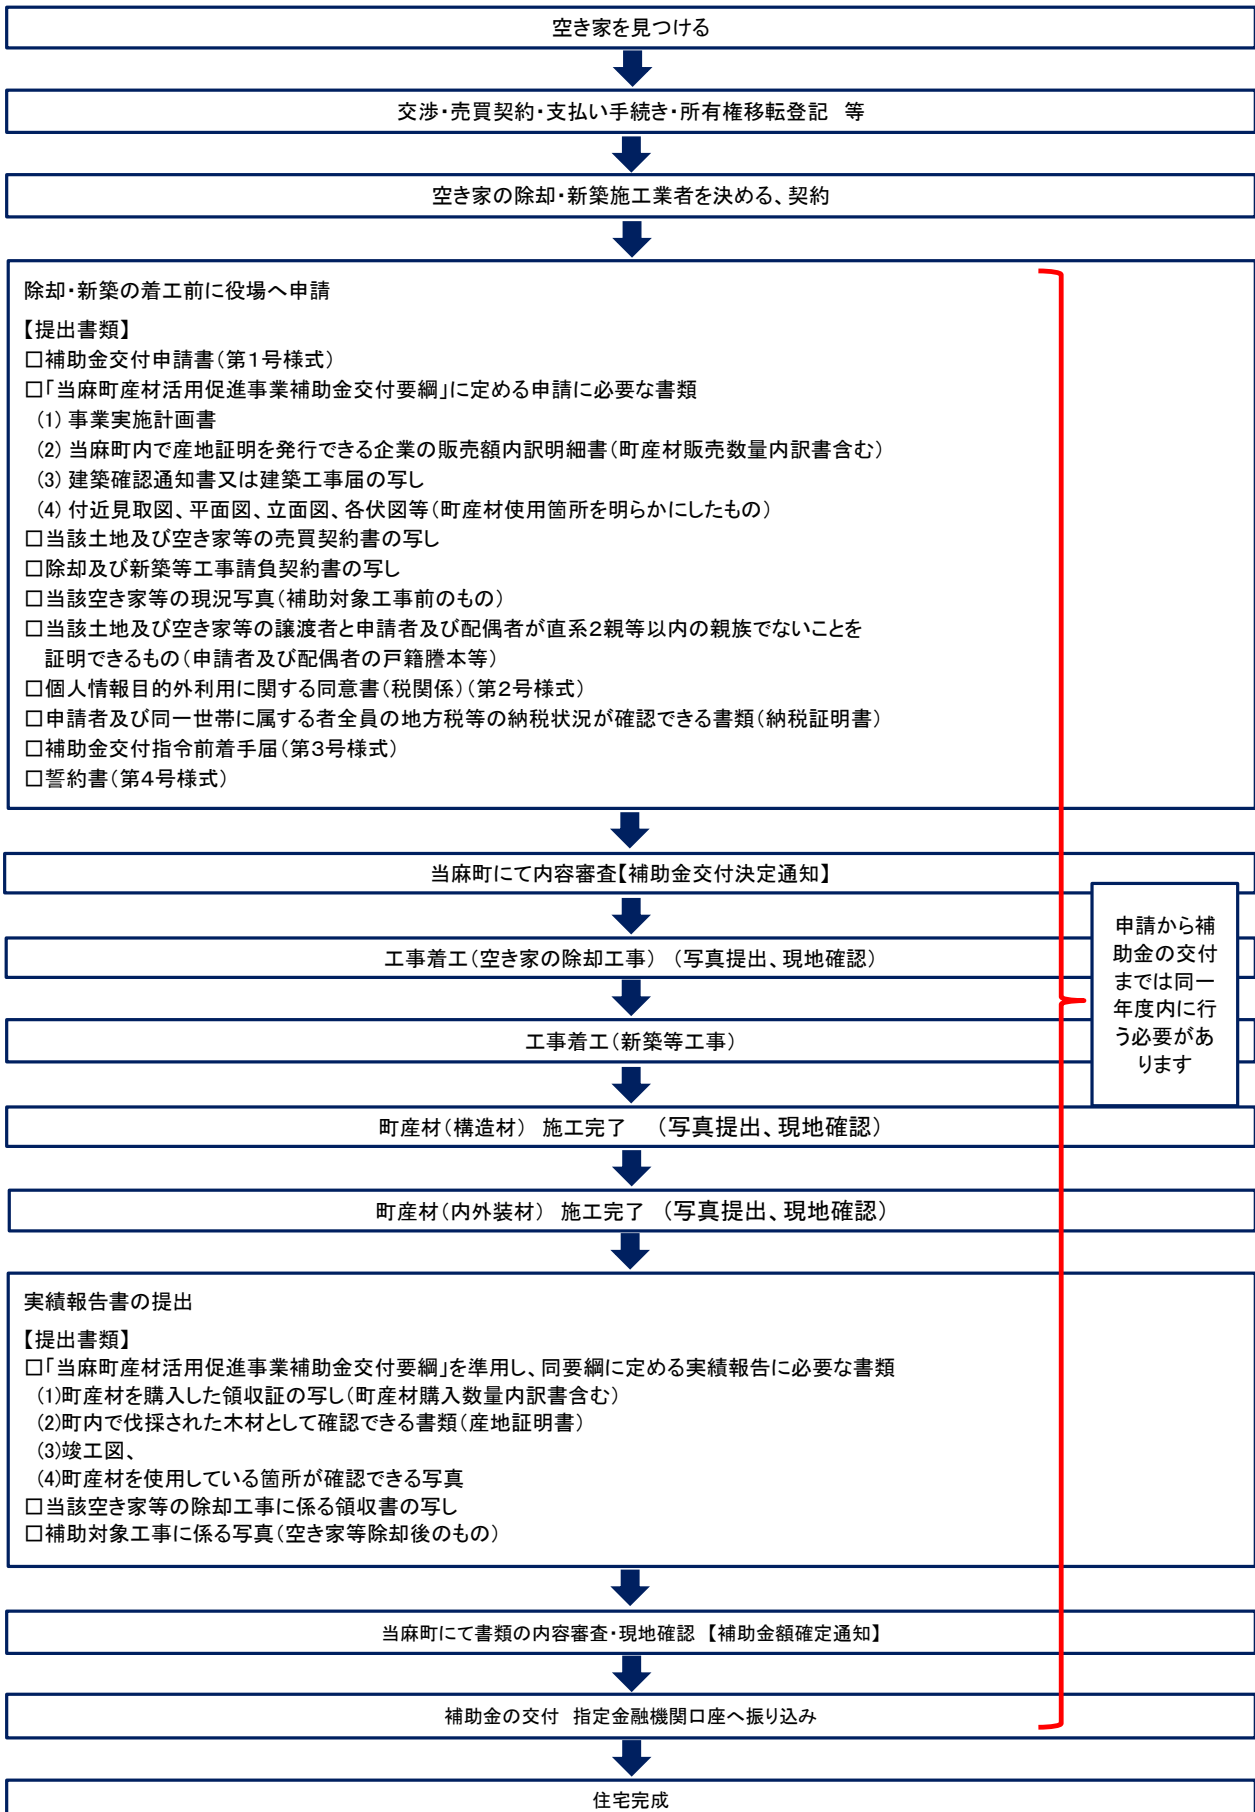 空き家を見つける
交渉・売買契約・支払い手続き・所有権移転登記　等
空き家の除却・新築施工業者を決める、契約
除却・新築の着工前に役場へ申請
【提出書類】
□補助金交付申請書（第１号様式）
□「当麻町産材活用促進事業補助金交付要綱」に定める申請に必要な書類
(1) 事業実施計画書
(2) 当麻町内で産地証明を発行できる企業の販売額内訳明細書（町産材販売数量内訳書含む）
(3) 建築確認通知書又は建築工事届の写し
(4) 付近見取図、平面図、立面図、各伏図等（町産材使用箇所を明らかにしたもの）
□当該土地及び空き家等の売買契約書の写し
□除却及び新築等工事請負契約書の写し
□当該空き家等の現況写真（補助対象工事前のもの）
□当該土地及び空き家等の譲渡者と申請者及び配偶者が直系２親等以内の親族でないことを
証明できるもの（申請者及び配偶者の戸籍謄本等）
□個人情報目的外利用に関する同意書（税関係）（第２号様式）
□申請者及び同一世帯に属する者全員の地方税等の納税状況が確認できる書類（納税証明書）
□補助金交付指令前着手届（第３号様式）
□誓約書（第４号様式）
当麻町にて内容審査【補助金交付決定通知】
工事着工（空き家の除却工事）　（写真提出、現地確認）
工事着工（新築等工事）
申請から補
助金の交付
までは同一
年度内に行
う必要があ
ります
町産材（構造材）　施工完了　　（写真提出、現地確認）
町産材（内外装材）　施工完了　（写真提出、現地確認）
実績報告書の提出
【提出書類】
□「当麻町産材活用促進事業補助金交付要綱」を準用し、同要綱に定める実績報告に必要な書類
(1)町産材を購入した領収証の写し（町産材購入数量内訳書含む）
(2)町内で伐採された木材として確認できる書類（産地証明書）
(3)竣工図、
(4)町産材を使用している箇所が確認できる写真
□当該空き家等の除却工事に係る領収書の写し
□補助対象工事に係る写真（空き家等除却後のもの）
当麻町にて書類の内容審査・現地確認　【補助金額確定通知】
補助金の交付　指定金融機関口座へ振り込み
住宅完成